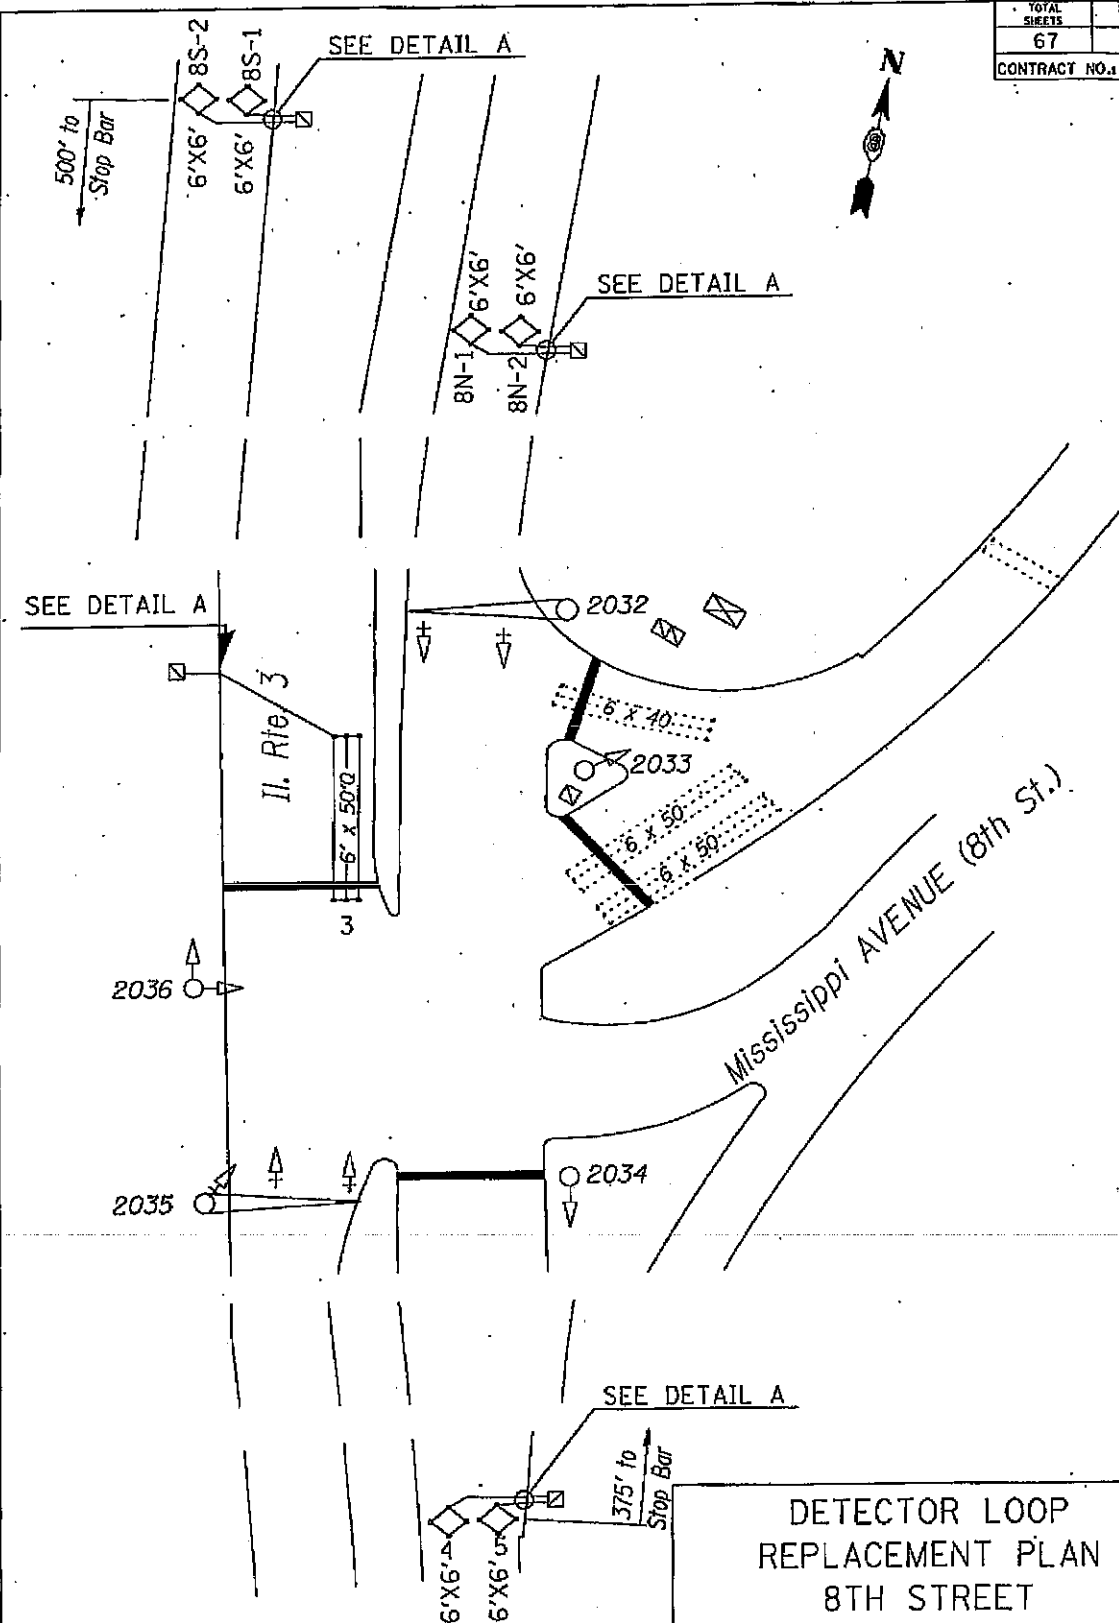 TOTAL
SHEETS
67
CONTRACT NO.:
8S-2
8S-1
SEE DETAIL A
N
500' to
Stop Bar
6'X6'
6'X6'
6'X6'
6'X6'
SEE DETAIL A
8N-1
8N-2
SEE DETAIL A
2032
Il. Rte. 3
6 X 40
2033
6' x 50'Q
6 X 50
6 X 50
3
Mississippi AVENUE (8th St.)
2036
2035
2034
SEE DETAIL A
375' to
Stop Bar
6'X6' 4
6'X6' 5
DETECTOR LOOP
REPLACEMENT PLAN
8TH STREET